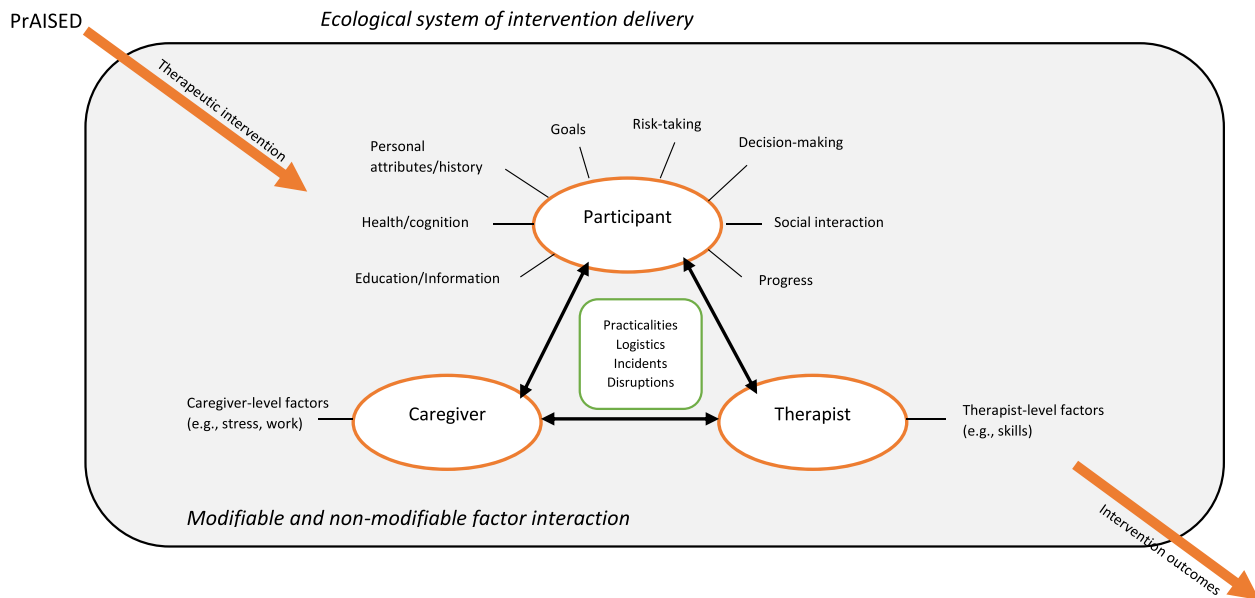 PrAISED
Ecological system of intervention delivery
Therapeutic intervention
Goals
Risk-taking
Decision-making
Personal
attributes/history
Participant
Health/cognition
Social interaction
Education/Information
Progress
Practicalities
Logistics
Incidents
Disruptions
Caregiver-level factors
(e.g., stress, work)
Caregiver
Therapist
Therapist-level factors
(e.g., skills)
Modifiable and non-modifiable factor interaction
Intervention outcomes